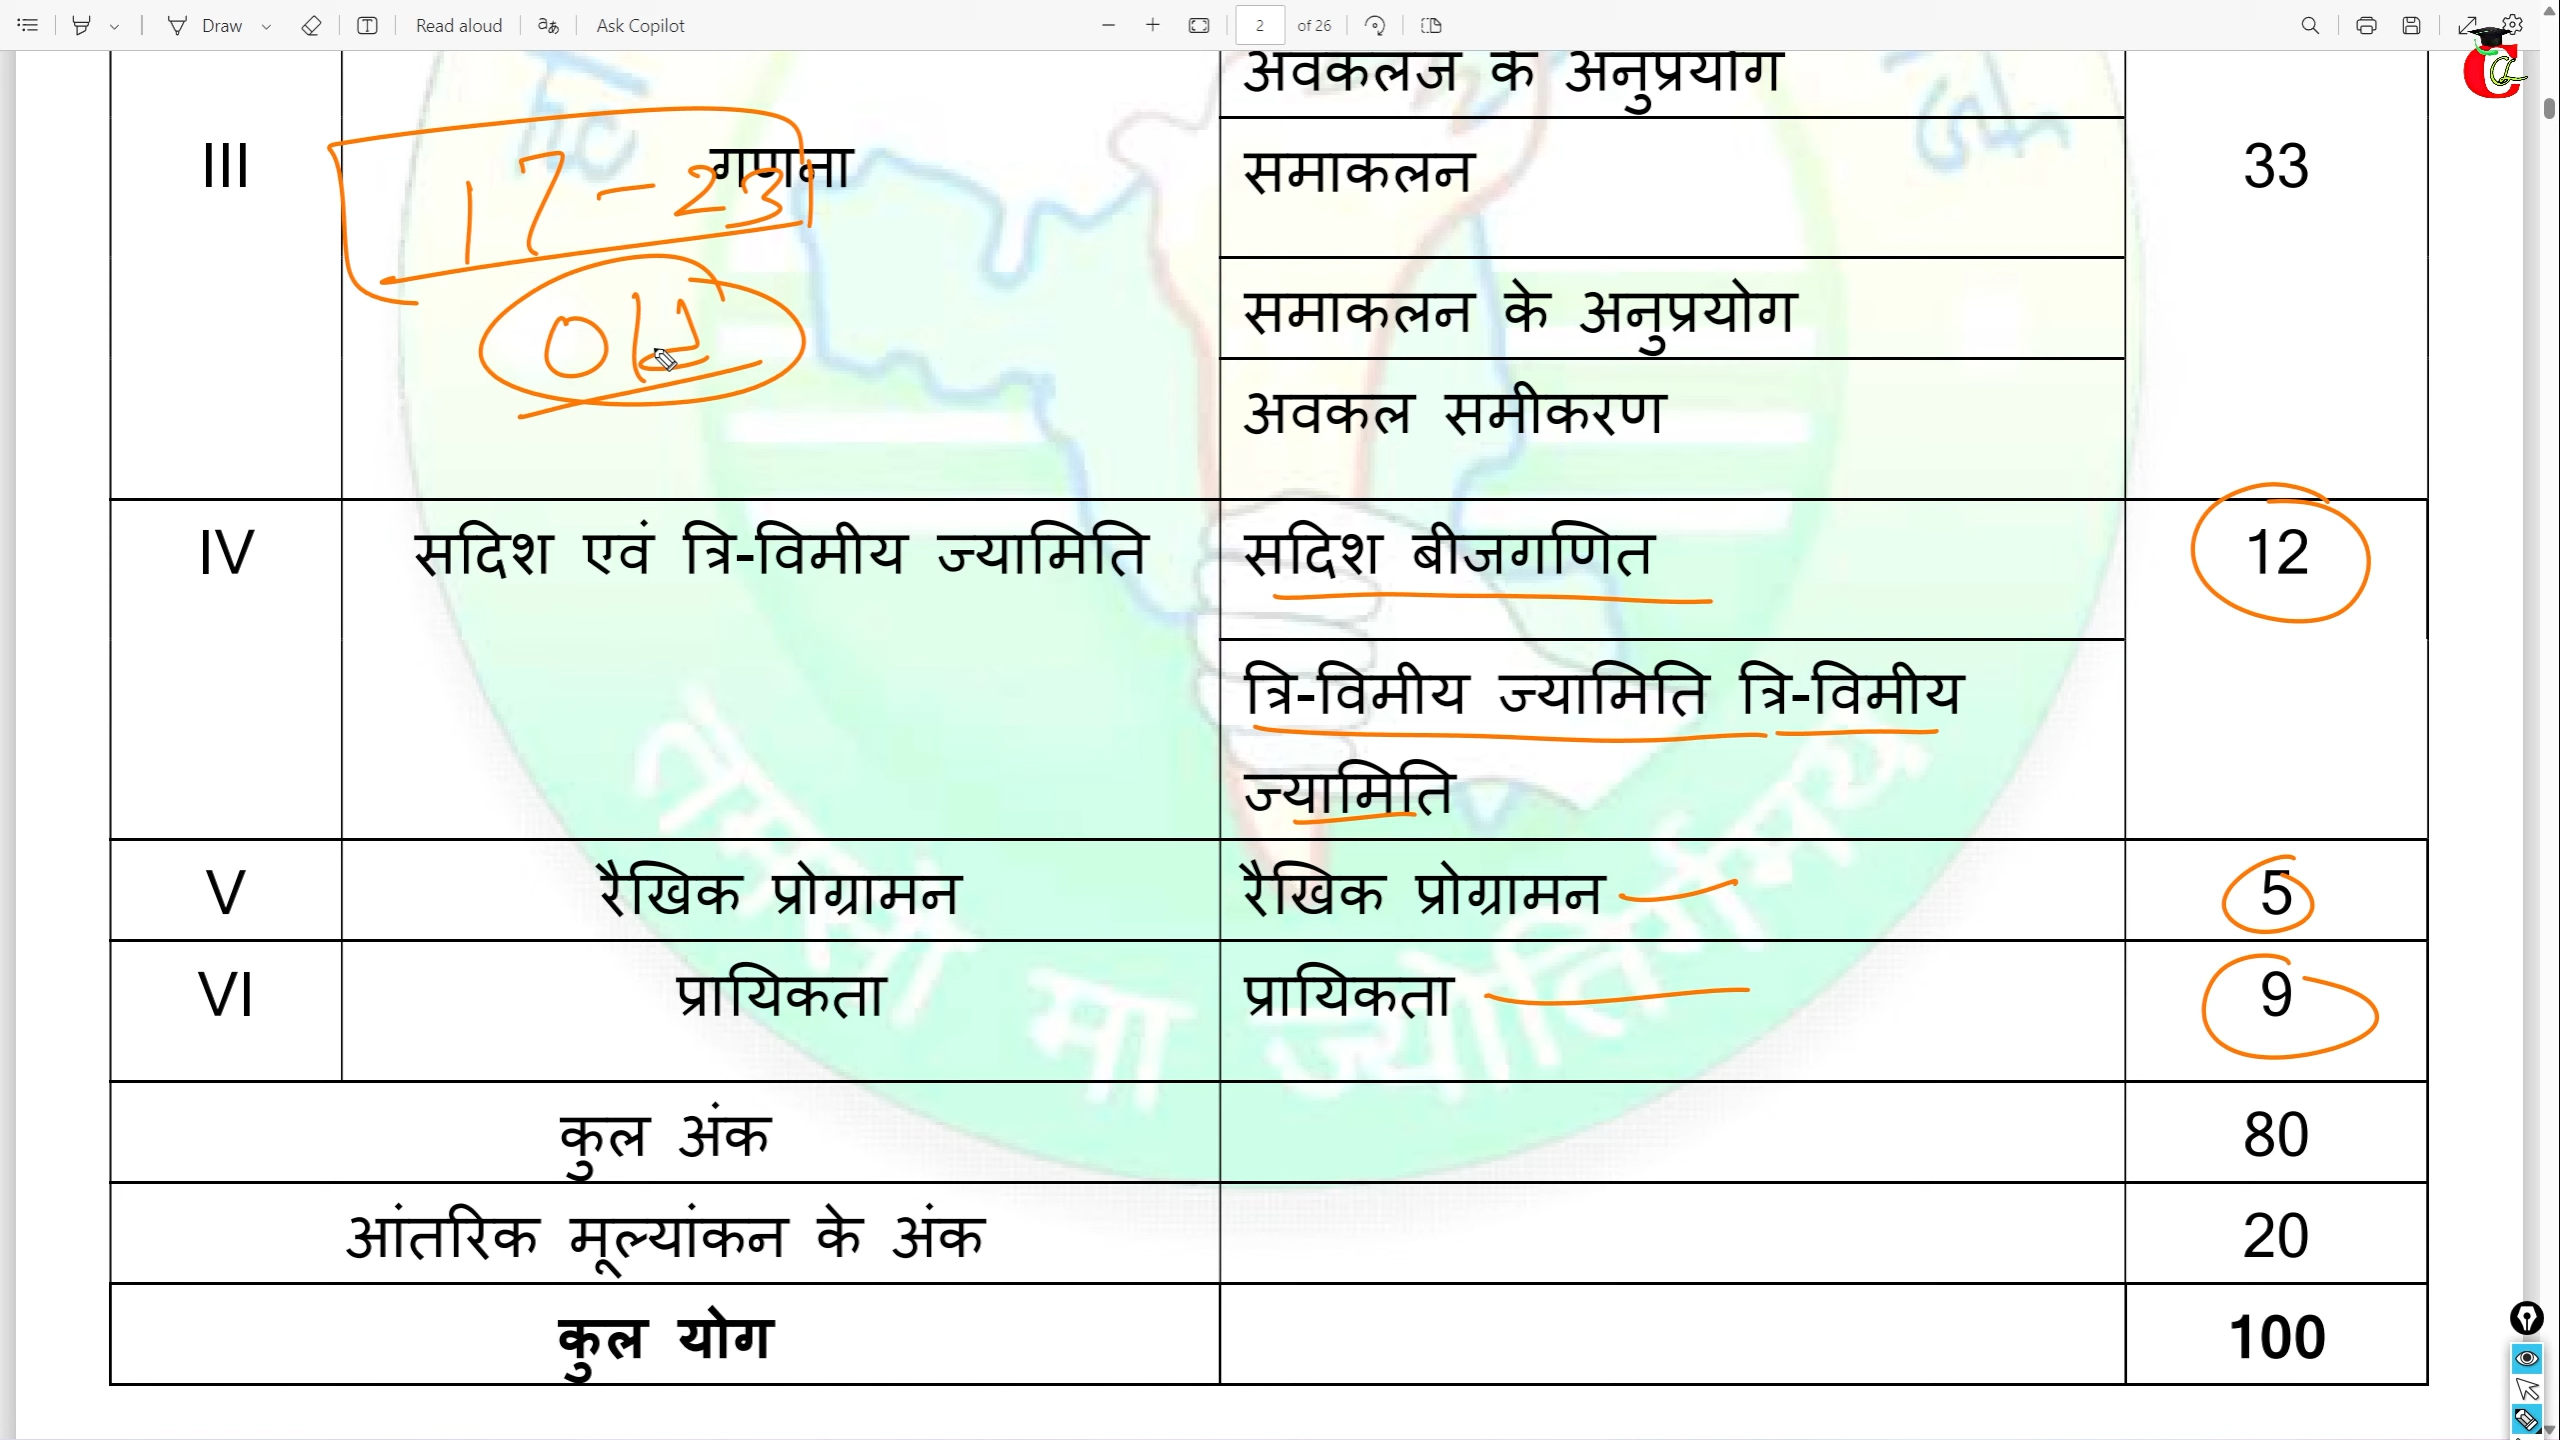 Draw
Read aloud
Ask Copilot
2
of 26
अवकलज के अनुप्रयोग
III
गणना
समाकलन
33
17-23
समाकलन के अनुप्रयोग
अवकल समीकरण
IV
सदिश एवं त्रि-विमीय ज्यामिति
सदिश बीजगणित
12
त्रि-विमीय ज्यामिति त्रि-विमीय
ज्यामिति
V
रैखिक प्रोग्रामन
रैखिक प्रोग्रामन
5
VI
प्रायिकता
प्रायिकता
9
तमसो मा ज्योतिर्गमय
कुल अंक
80
आंतरिक मूल्यांकन के अंक
20
कुल योग
100